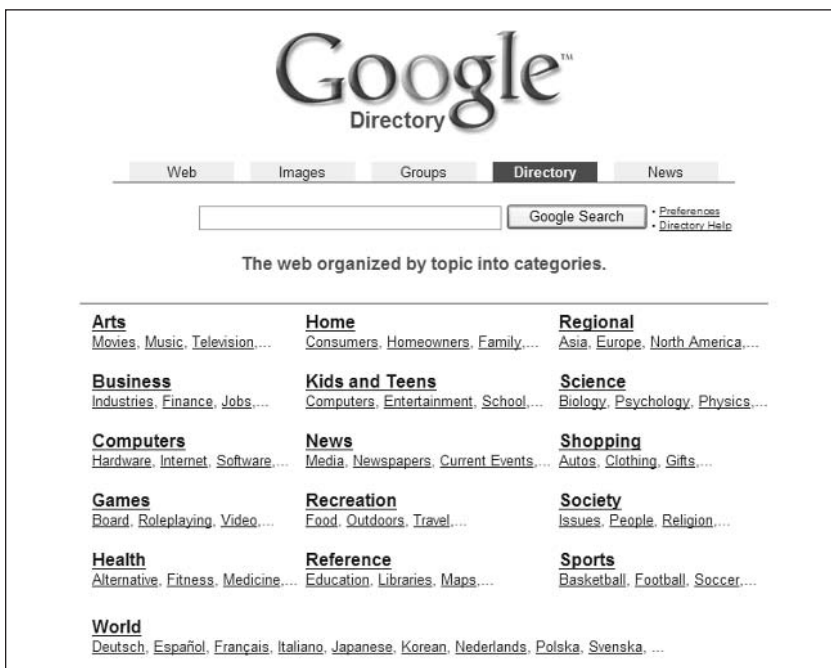 Google™
Directory
Web Images Groups Directory News
Google Search
• Preferences
• Directory Help
The web organized by topic into categories.
Arts
Movies, Music, Television,...
Home
Consumers, Homeowners, Family,...
Regional
Asia, Europe, North America,...
Business
Industries, Finance, Jobs,...
Kids and Teens
Computers, Entertainment, School,...
Science
Biology, Psychology, Physics,...
Computers
Hardware, Internet, Software,...
News
Media, Newspapers, Current Events,...
Shopping
Autos, Clothing, Gifts,...
Games
Board, Roleplaying, Video,...
Recreation
Food, Outdoors, Travel,...
Society
Issues, People, Religion,...
Health
Alternative, Fitness, Medicine,...
Reference
Education, Libraries, Maps,...
Sports
Basketball, Football, Soccer,...
World
Deutsch, Español, Français, Italiano, Japanese, Korean, Nederlands, Polska, Svenska, ...